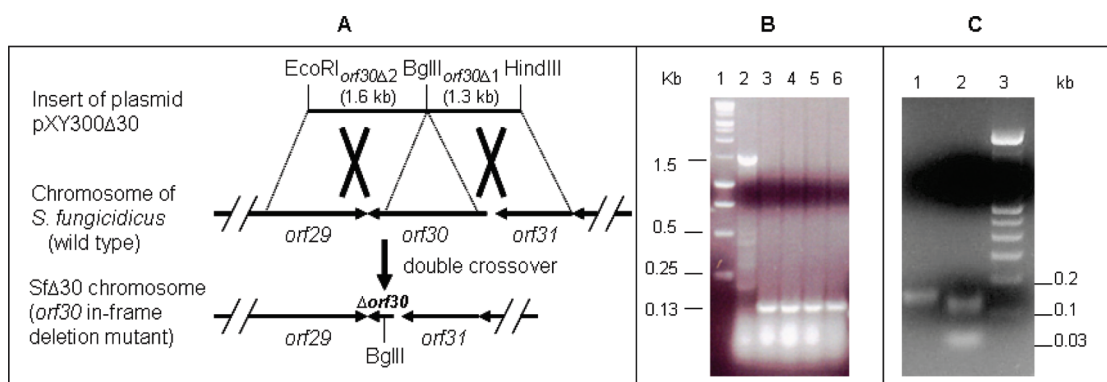 A
B
C
EcoRI orf30Δ2 BglII orf30Δ1 HindIII
(1.6 kb) (1.3 kb)
Insert of plasmid
pXY300Δ30
Chromosome of
S. fungicidicus
(wild type)
orf29 orf30 orf31
double crossover
SfΔ30 chromosome
(orf30 in-frame
deletion mutant)
Δorf30
orf29 orf31
BglII
Kb 1 2 3 4 5 6
1.5
0.5
0.25
0.13
1 2 3 kb
0.2
0.1
0.03